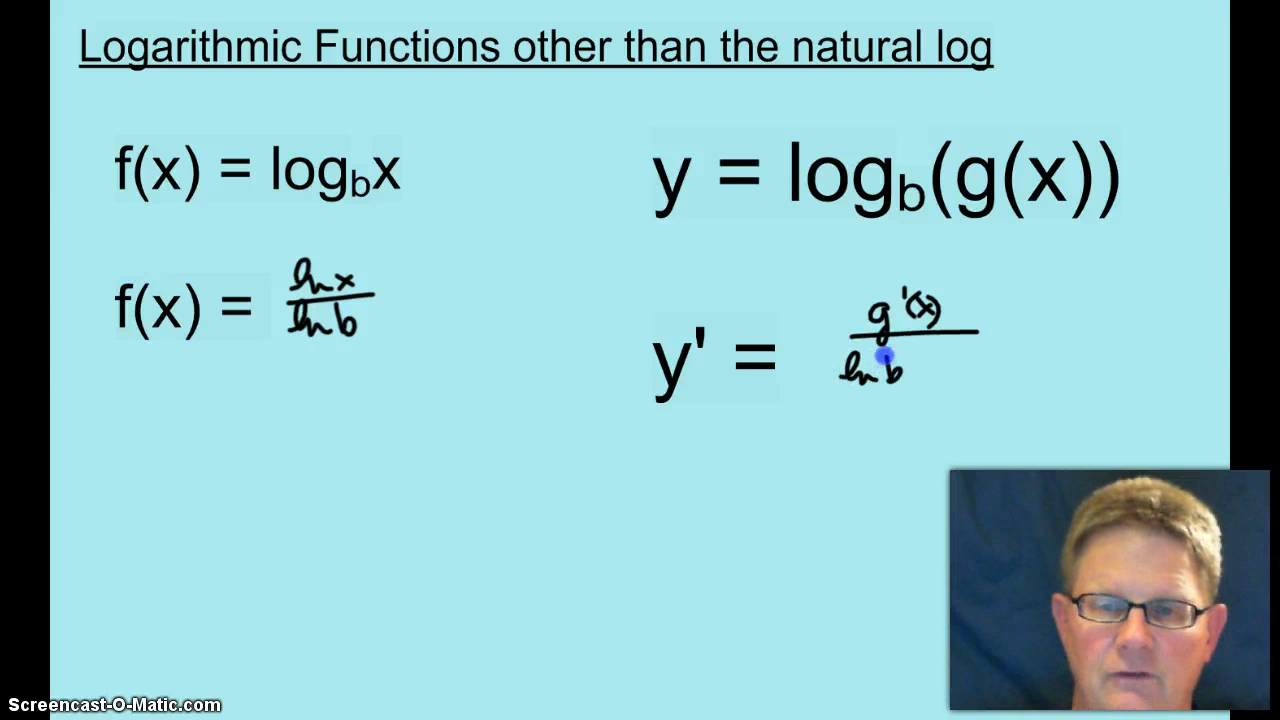 Logarithmic Functions other than the natural log
f(x) = log_b x
f(x) = ln x / ln b
y = log_b(g(x))
y' = g'(x) / ln b
Screencast-O-Matic.com